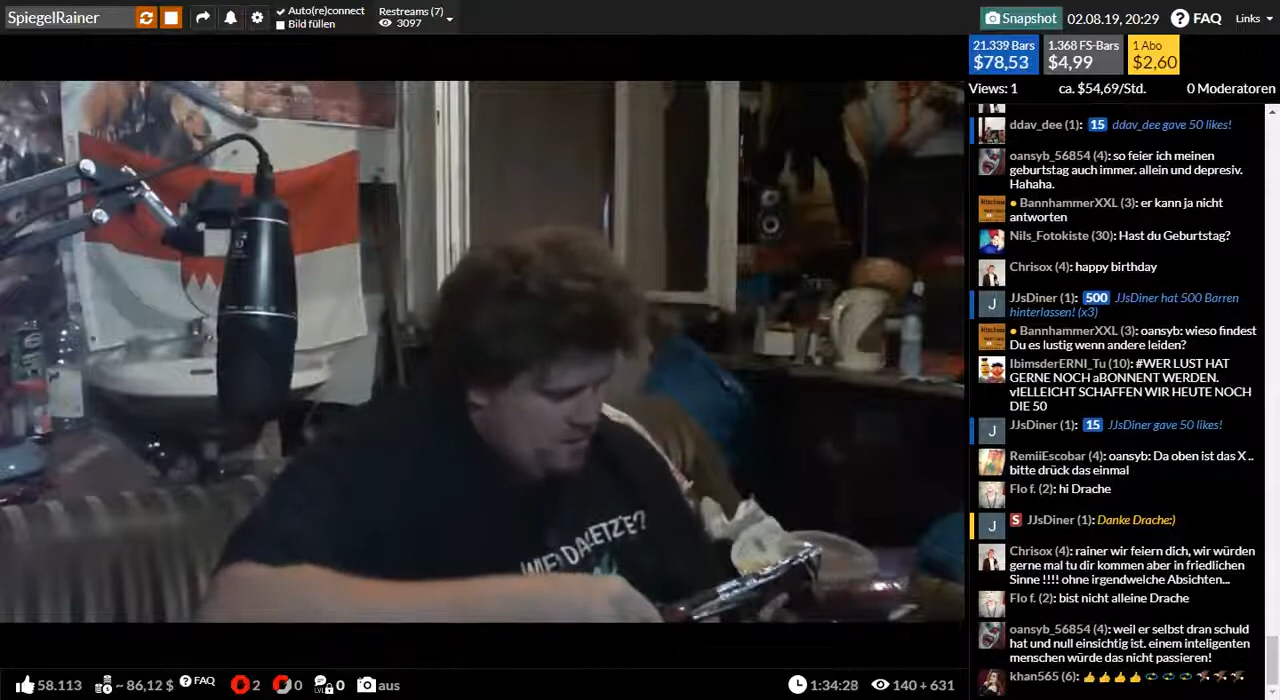 SpiegelRainer
Auto(re)connect
Bild füllen
Restreams (7)
3097
Snapshot
02.08.19, 20:29
FAQ
Links
21.339 Bars
$78,53
1.368 FS-Bars
$4,99
1 Abo
$2,60
Views: 1
ca. $54,69/Std.
0 Moderatoren
ddav_dee (1): 15 ddav_dee gave 50 likes!
oansyb_56854 (4): so feier ich meinen
geburtstag auch immer. allein und depresiv.
Hahaha.
BannhammerXXL (3): er kann ja nicht
antworten
Nils_Fotokiste (30): Hast du Geburtstag?
Chrisox (4): happy birthday
J JJsDiner (1): 500 JJsDiner hat 500 Barren
hinterlassen! (x3)
BannhammerXXL (3): oansyb: wieso findest
Du es lustig wenn andere leiden?
IbimsderERNI_Tu (10): #WER LUST HAT
GERNE NOCH aBONNENT WERDEN.
vIELLEICHT SCHAFFEN WIR HEUTE NOCH
DIE 50
J JJsDiner (1): 15 JJsDiner gave 50 likes!
RemiiEscobar (4): oansyb: Da oben ist das X ..
bitte drück das einmal
Flo f. (2): hi Drache
J S JJsDiner (1): Danke Drache;)
Chrisox (4): rainer wir feiern dich, wir würden
gerne mal tu dir kommen aber in friedlichen
Sinne !!!! ohne irgendwelche Absichten...
Flo f. (2): bist nicht alleine Drache
oansyb_56854 (4): weil er selbst dran schuld
hat und null einsichtig ist. einem inteligenten
menschen würde das nicht passieren!
khan565 (6): 👍👍👍👍
58.113
~ 86,12 $
FAQ
2
0
LVL
0
aus
1:34:28
140 + 631